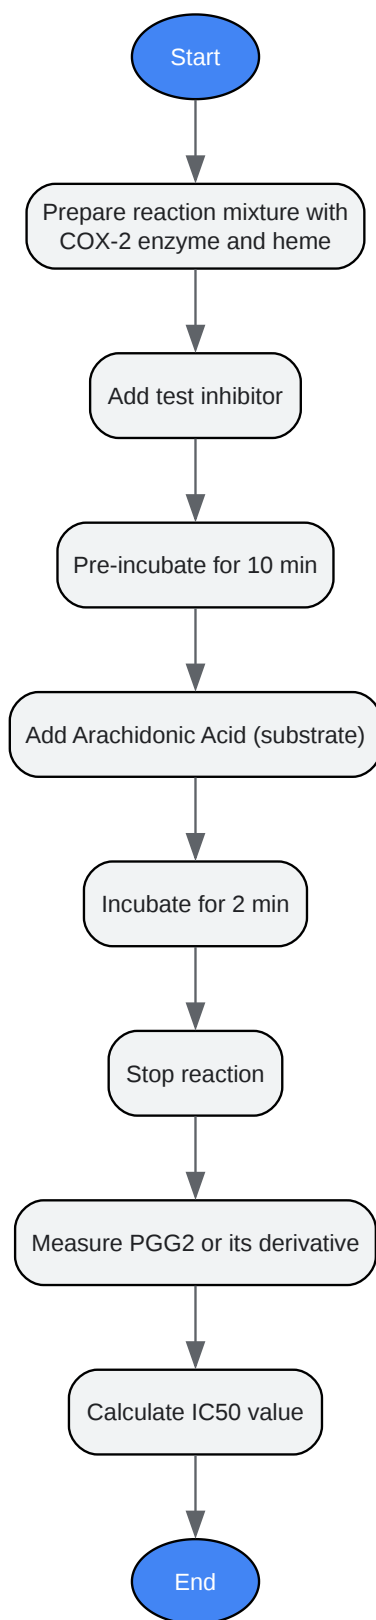 Start
Prepare reaction mixture with
COX-2 enzyme and heme
Add test inhibitor
Pre-incubate for 10 min
Add Arachidonic Acid (substrate)
Incubate for 2 min
Stop reaction
Measure PGG2 or its derivative
Calculate IC50 value
End